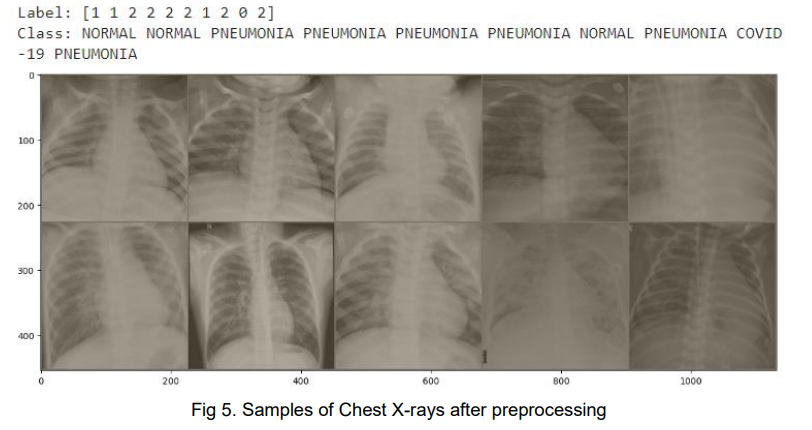 Label: [1 1 2 2 2 2 1 2 0 2]
Class: NORMAL NORMAL PNEUMONIA PNEUMONIA PNEUMONIA PNEUMONIA NORMAL PNEUMONIA COVID
-19 PNEUMONIA
0
100
200
300
400
0 200 400 600 800 1000
Fig 5. Samples of Chest X-rays after preprocessing